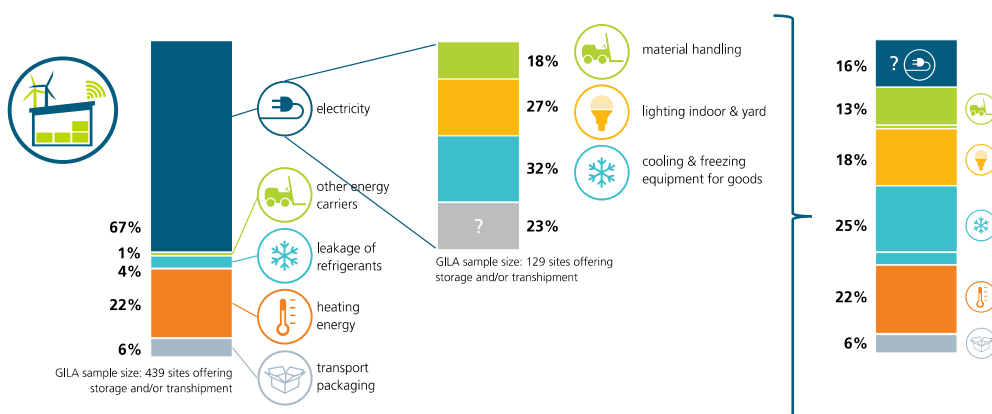 67%
1%
4%
22%
6%
electricity
other energy
carriers
leakage of
refrigerants
heating
energy
transport
packaging
GILA sample size: 439 sites offering
storage and/or transhipment
18%
27%
32%
23%
?
material handling
lighting indoor & yard
cooling & freezing
equipment for goods
GILA sample size: 129 sites offering
storage and/or transhipment
16%
?
13%
18%
25%
22%
6%